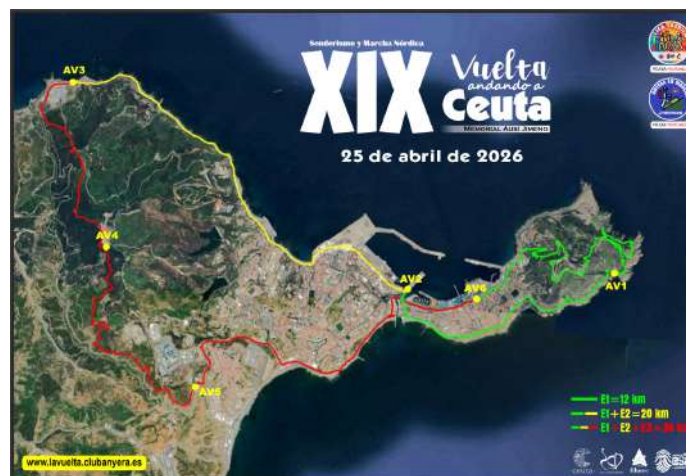 Senderismo y Marcha Nórdica
XIX
Vuelta
andando a
Ceuta
MEMORIAL AUSI JIMENO
25 de abril de 2026
AV3
AV4
AV2
AV6
AV1
AV5
E1=12 km
E1+E2=20 km
www.lavuelta.clubanyera.es